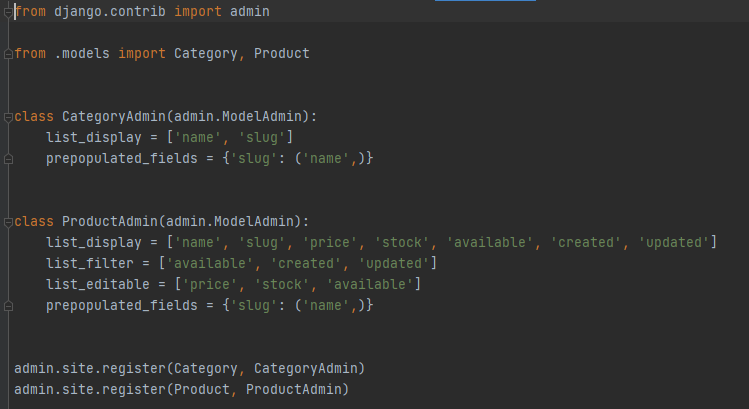 from django.contrib import admin
from .models import Category, Product
class CategoryAdmin(admin.ModelAdmin):
    list_display = ['name', 'slug']
    prepopulated_fields = {'slug': ('name',)}
class ProductAdmin(admin.ModelAdmin):
    list_display = ['name', 'slug', 'price', 'stock', 'available', 'created', 'updated']
    list_filter = ['available', 'created', 'updated']
    list_editable = ['price', 'stock', 'available']
    prepopulated_fields = {'slug': ('name',)}
admin.site.register(Category, CategoryAdmin)
admin.site.register(Product, ProductAdmin)